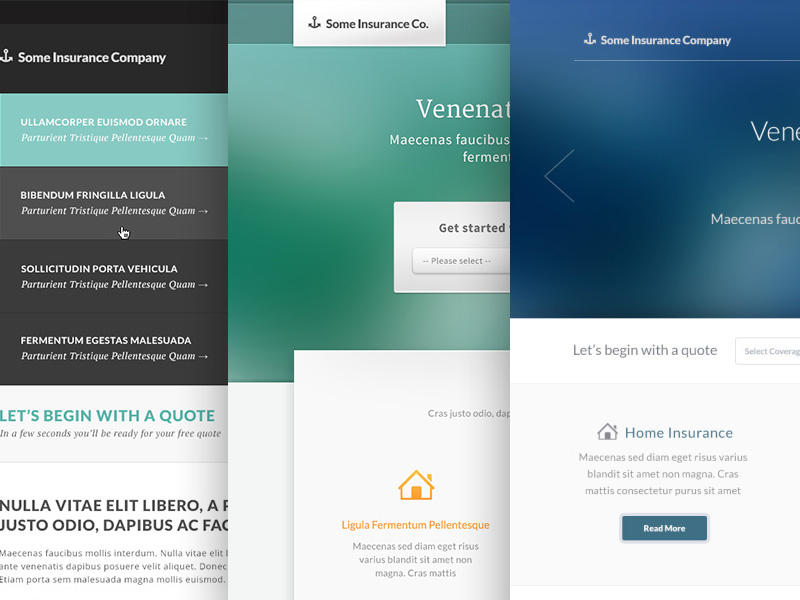 Some Insurance Company
ULLAMCORPER EUISMOD ORNARE
Parturient Tristique Pellentesque Quam →
BIBENDUM FRINGILLA LIGULA
Parturient Tristique Pellentesque Quam →
SOLLICITUDIN PORTA VEHICULA
Parturient Tristique Pellentesque Quam →
FERMENTUM EGESTAS MALESUADA
Parturient Tristique Pellentesque Quam →
LET'S BEGIN WITH A QUOTE
In a few seconds you'll be ready for your free quote
NULLA VITAE ELIT LIBERO, A P
JUSTO ODIO, DAPIBUS AC FAC
Maecenas faucibus mollis interdum. Nulla vitae elit l
ante venenatis dapibus posuere velit aliquet. Donec
Etiam porta sem malesuada magna mollis euismod.
Some Insurance Co.
Venenat
Maecenas faucibus
ferment
Get started
-- Please select --
Cras justo odio, dap
Ligula Fermentum Pellentesque
Maecenas sed diam eget risus
varius blandit sit amet non
magna. Cras mattis
Some Insurance Company
Vene
Maecenas fauc
Let's begin with a quote
Select Coverag
Home Insurance
Maecenas sed diam eget risus varius
blandit sit amet non magna. Cras
mattis consectetur purus sit amet
Read More